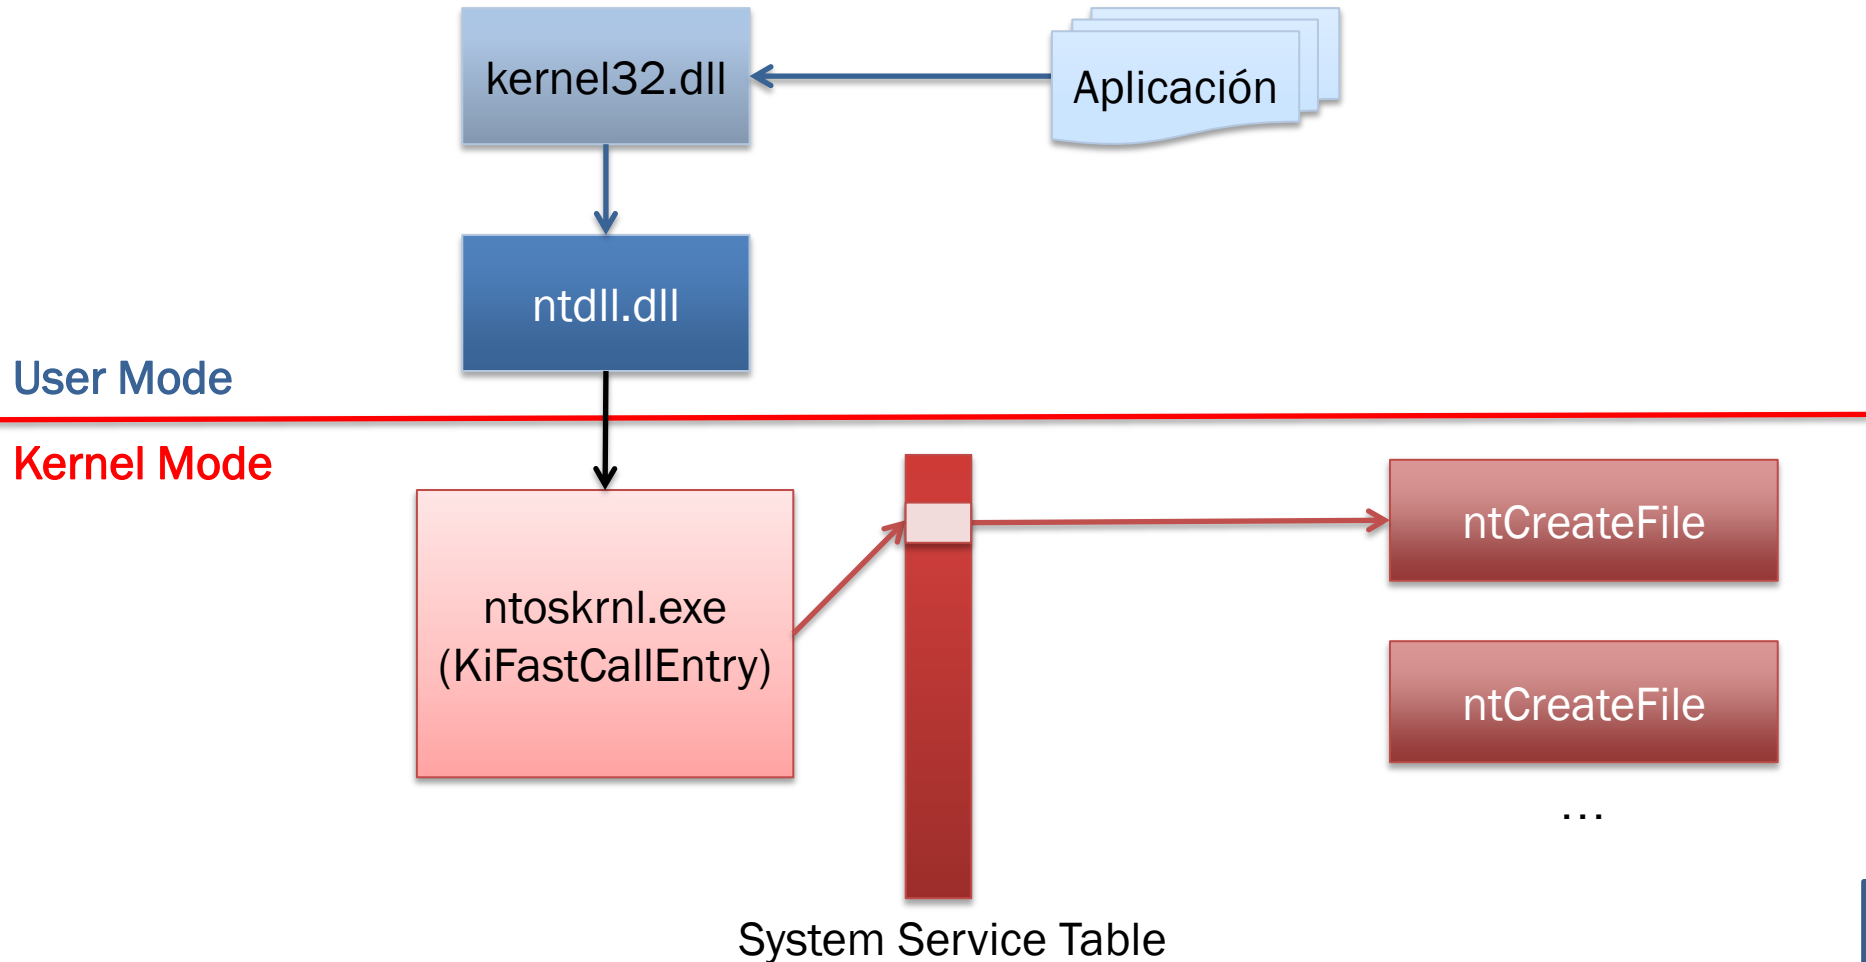 kernel32.dll
Aplicación
ntdll.dll
User Mode
Kernel Mode
ntoskrnl.exe
(KiFastCallEntry)
ntCreateFile
ntCreateFile
...
System Service Table